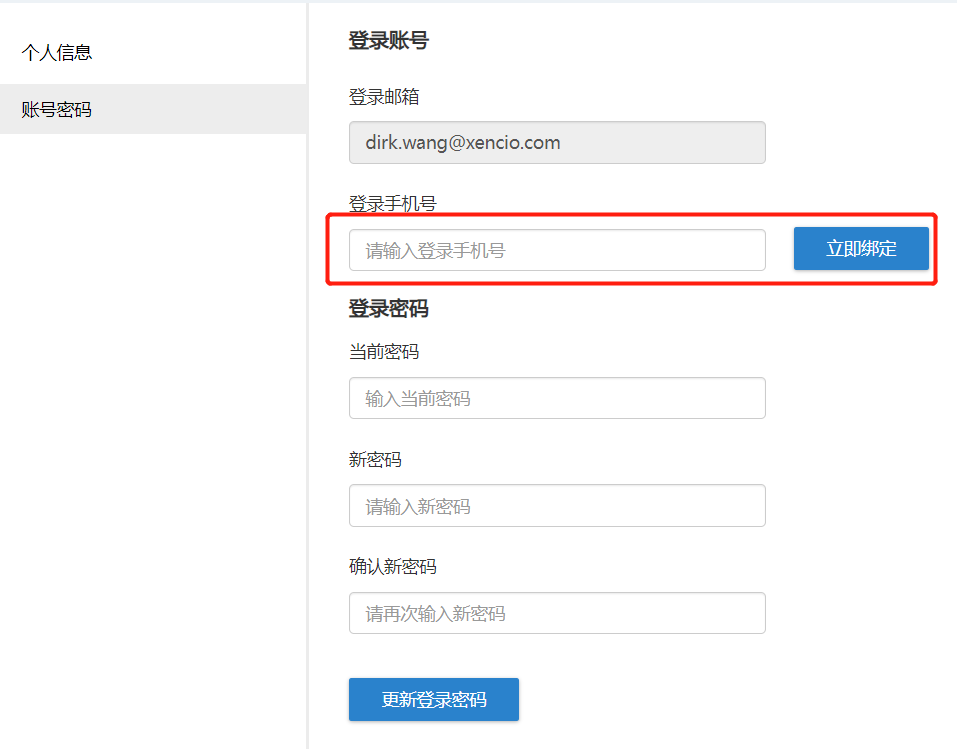 个人信息
账号密码
登录账号
登录邮箱
dirk.wang@xencio.com
登录手机号
请输入登录手机号
立即绑定
登录密码
当前密码
输入当前密码
新密码
请输入新密码
确认新密码
请再次输入新密码
更新登录密码